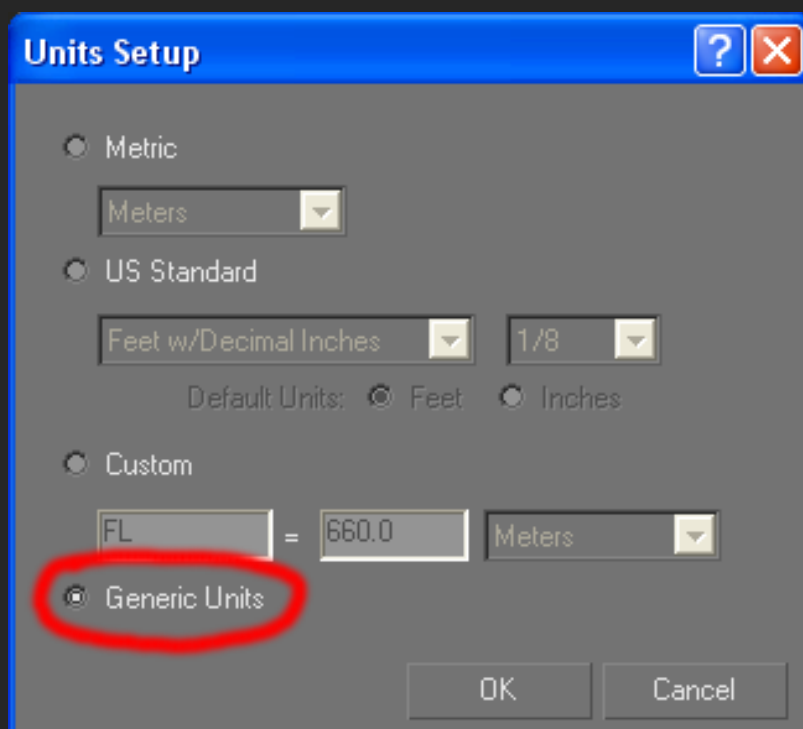 Units Setup
Metric
Meters
US Standard
Feet w/Decimal Inches 1/8
Default Units: Feet Inches
Custom
FL = 660.0 Meters
Generic Units
OK Cancel